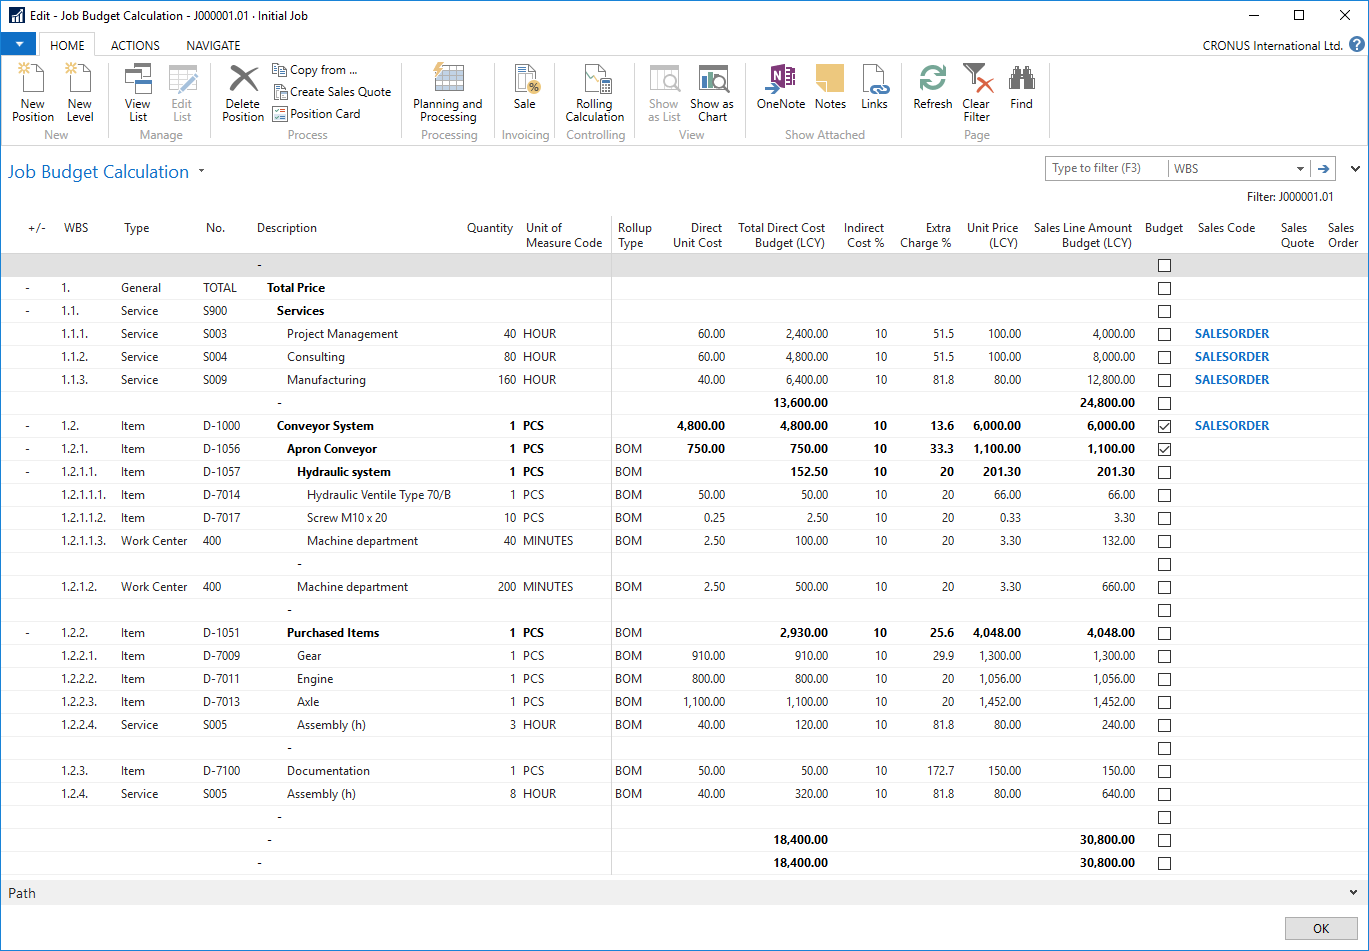 Edit - Job Budget Calculation - J000001.01 · Initial Job
HOME ACTIONS NAVIGATE CRONUS International Ltd. ?
New Position New Level View List Edit List Delete Position Copy from ... Create Sales Quote Position Card Planning and Processing Sale Rolling Calculation Show as List Show as Chart OneNote Notes Links Refresh Clear Filter Find
New Manage Process Processing Invoicing Controlling View Show Attached Page
Job Budget Calculation Type to filter (F3) WBS
Filter: J000001.01
+/- WBS Type No. Description Quantity Unit of Measure Code Rollup Type Direct Unit Cost Total Direct Cost Budget (LCY) Indirect Cost % Extra Charge % Unit Price (LCY) Sales Line Amount Budget (LCY) Budget Sales Code Sales Quote Sales Order
-
- 1. General TOTAL Total Price
- 1.1. Service S900 Services
1.1.1. Service S003 Project Management 40 HOUR 60.00 2,400.00 10 51.5 100.00 4,000.00 SALESORDER
1.1.2. Service S004 Consulting 80 HOUR 60.00 4,800.00 10 51.5 100.00 8,000.00 SALESORDER
1.1.3. Service S009 Manufacturing 160 HOUR 40.00 6,400.00 10 81.8 80.00 12,800.00 SALESORDER
- 13,600.00 24,800.00
- 1.2. Item D-1000 Conveyor System 1 PCS 4,800.00 4,800.00 10 13.6 6,000.00 6,000.00 SALESORDER
- 1.2.1. Item D-1056 Apron Conveyor 1 PCS BOM 750.00 750.00 10 33.3 1,100.00 1,100.00
- 1.2.1.1. Item D-1057 Hydraulic system 1 PCS BOM 152.50 10 20 201.30 201.30
1.2.1.1.1. Item D-7014 Hydraulic Ventile Type 70/B 1 PCS BOM 50.00 50.00 10 20 66.00 66.00
1.2.1.1.2. Item D-7017 Screw M10 x 20 10 PCS BOM 0.25 2.50 10 20 0.33 3.30
1.2.1.1.3. Work Center 400 Machine department 40 MINUTES BOM 2.50 100.00 10 20 3.30 132.00
-
1.2.1.2. Work Center 400 Machine department 200 MINUTES BOM 2.50 500.00 10 20 3.30 660.00
-
- 1.2.2. Item D-1051 Purchased Items 1 PCS BOM 2,930.00 10 25.6 4,048.00 4,048.00
1.2.2.1. Item D-7009 Gear 1 PCS BOM 910.00 910.00 10 29.9 1,300.00 1,300.00
1.2.2.2. Item D-7011 Engine 1 PCS BOM 800.00 800.00 10 20 1,056.00 1,056.00
1.2.2.3. Item D-7013 Axle 1 PCS BOM 1,100.00 1,100.00 10 20 1,452.00 1,452.00
1.2.2.4. Service S005 Assembly (h) 3 HOUR BOM 40.00 120.00 10 81.8 80.00 240.00
-
1.2.3. Item D-7100 Documentation 1 PCS BOM 50.00 50.00 10 172.7 150.00 150.00
1.2.4. Service S005 Assembly (h) 8 HOUR BOM 40.00 320.00 10 81.8 80.00 640.00
-
- 18,400.00 30,800.00
- 18,400.00 30,800.00
Path
OK